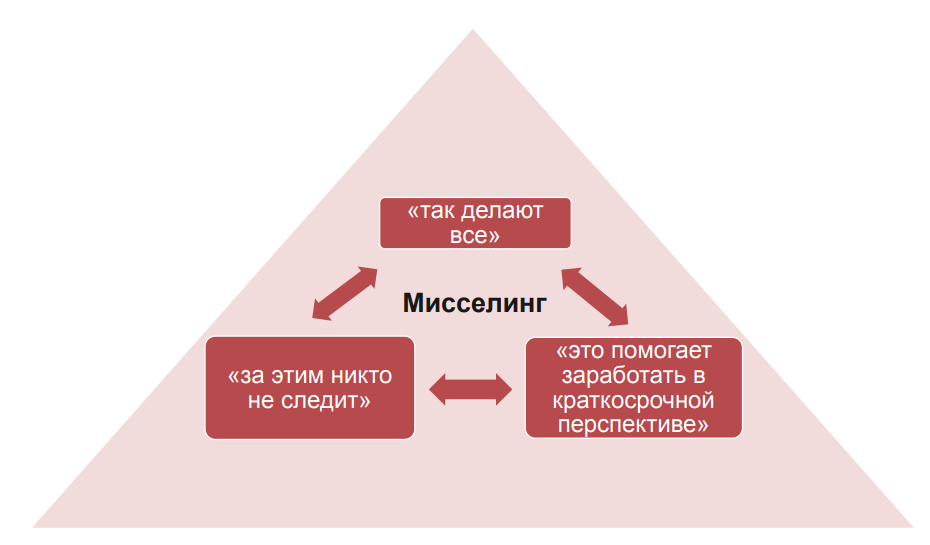 «так делают
все»
Мисселинг
«за этим никто
не следит»
«это помогает
заработать в
краткосрочной
перспективе»